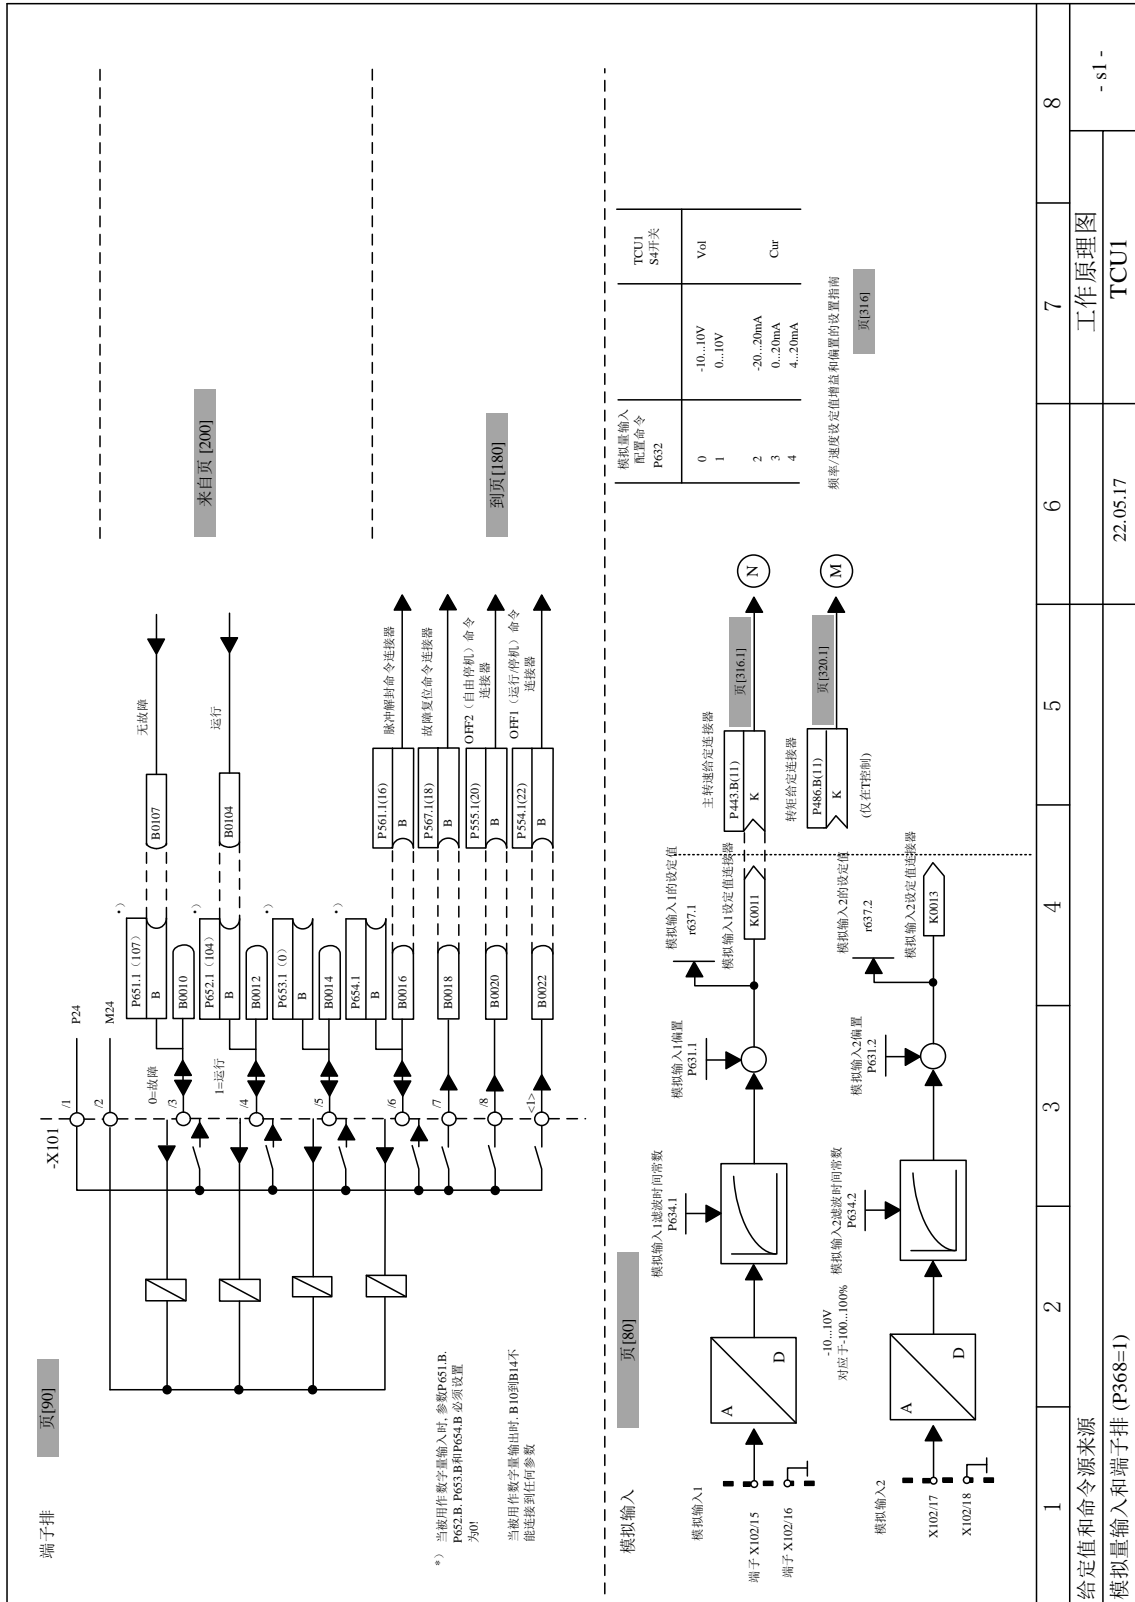 端子排
页[90]
-X101
/1
P24
/2
M24
/3
0=故障
/4
1=运行
/5
/6
/7
/8
<1>
*)
P651.1（107）
B
B0010
B0107
无故障
*)
P652.1（104）
B
B0012
B0104
运行
*)
P653.1（0）
B
B0014
*)
P654.1
B
B0016
P561.1(16)
B
脉冲解封命令连接器
B0018
P567.1(18)
B
故障复位命令连接器
B0020
P555.1(20)
B
OFF2（自由停机）命令
连接器
B0022
P554.1(22)
B
OFF1（运行/停机）命令
连接器
来自页 [200]
到页[180]
*） 当被用作数字量输入时, 参数P651.B,
P652.B, P653.B和P654.B 必须设置
为0!
当被用作数字量输出时, B10到B14不
能连接到任何参数
模拟输入
页[80]
模拟输入1
端子 X102/15
端子 X102/16
A
D
模拟输入1滤波时间常数
P634.1
模拟输入1偏置
P631.1
模拟输入1的设定值
r637.1
模拟输入1设定值连接器
K0011
主转速给定连接器
P443.B(11)
K
页[316.1]
N
转矩给定连接器
P486.B(11)
K
(仅在T控制)
页[320.1]
M
-10...10V
对应于-100...100%
模拟输入2
X102/17
X102/18
A
D
模拟输入2滤波时间常数
P634.2
模拟输入2偏置
P631.2
模拟输入2的设定值
r637.2
模拟输入2设定值连接器
K0013
模拟量输入
配置命令
P632
TCU1
S4开关
0 -10...10V Vol
1 0...10V
2 -20...20mA
3 0...20mA Cur
4 4...20mA
频率/速度设定值增益和偏置的设置指南
页[316]
1 2 3 4 5 6 7 8
给定值和命令源来源
工作原理图
- s1 -
模拟量输入和端子排 (P368=1)
22.05.17
TCU1